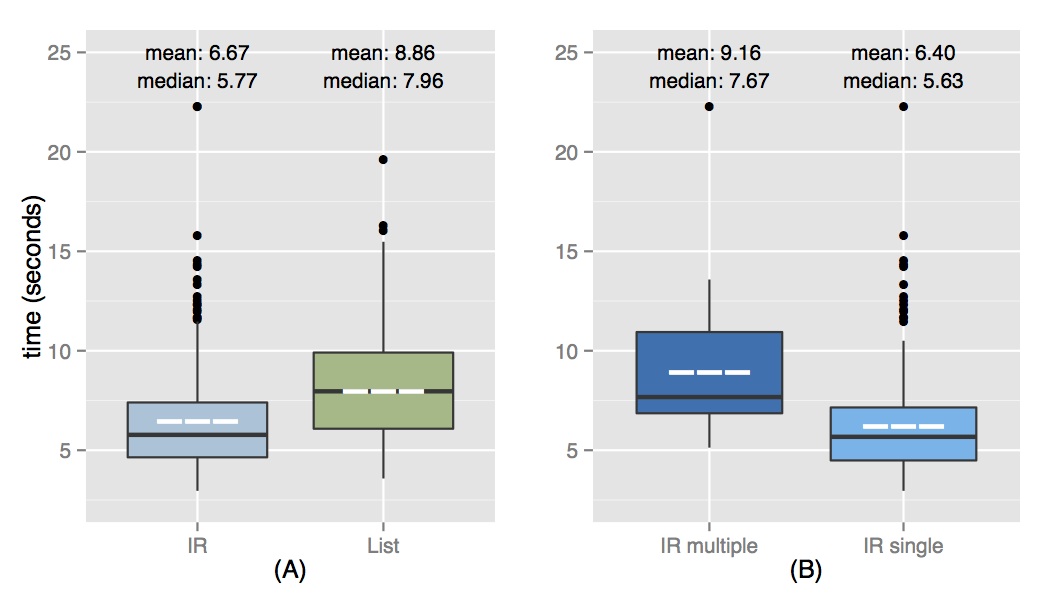 mean: 6.67
median: 5.77
mean: 8.86
median: 7.96
25
20
15
10
5
time (seconds)
IR
List
(A)
mean: 9.16
median: 7.67
mean: 6.40
median: 5.63
25
20
15
10
5
IR multiple
IR single
(B)